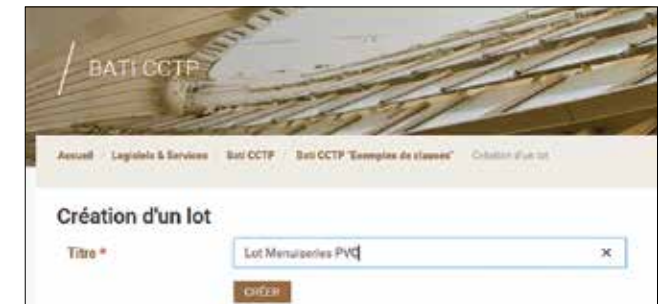 BATI CCTP
Accueil / Logiciels & Services / Bati CCTP / Bati CCTP "Exemples de clauses" / Création d'un lot
Création d'un lot
Titre *
Lot Menuiseries PVC ×
CRÉER